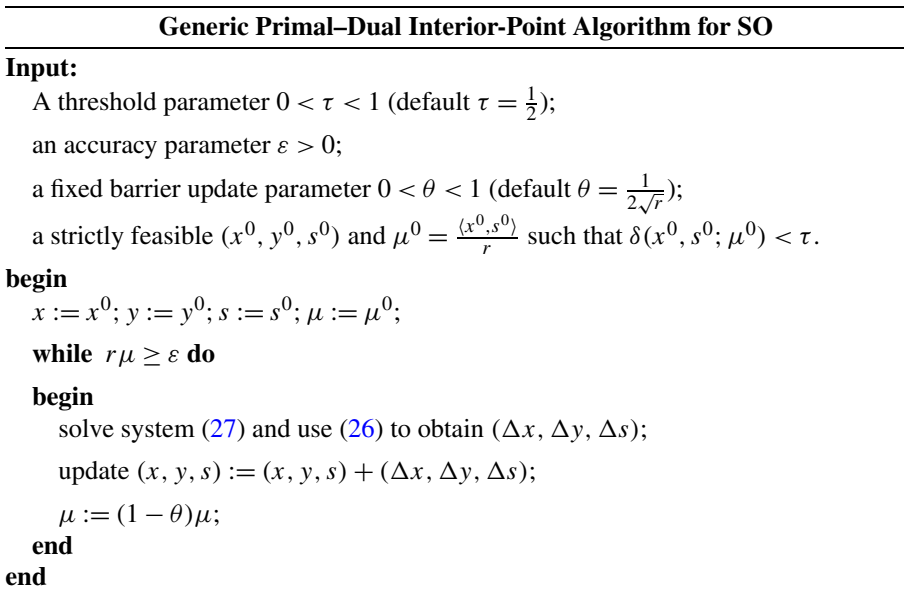 Generic Primal–Dual Interior-Point Algorithm for SO
Input:
A threshold parameter 0 < τ < 1 (default τ = 1/2);
an accuracy parameter ε > 0;
a fixed barrier update parameter 0 < θ < 1 (default θ = 1/(2√r));
a strictly feasible (x⁰, y⁰, s⁰) and μ⁰ = ⟨x⁰,s⁰⟩/r such that δ(x⁰, s⁰; μ⁰) < τ.
begin
x := x⁰; y := y⁰; s := s⁰; μ := μ⁰;
while rμ ≥ ε do
begin
solve system (27) and use (26) to obtain (Δx, Δy, Δs);
update (x, y, s) := (x, y, s) + (Δx, Δy, Δs);
μ := (1 − θ)μ;
end
end